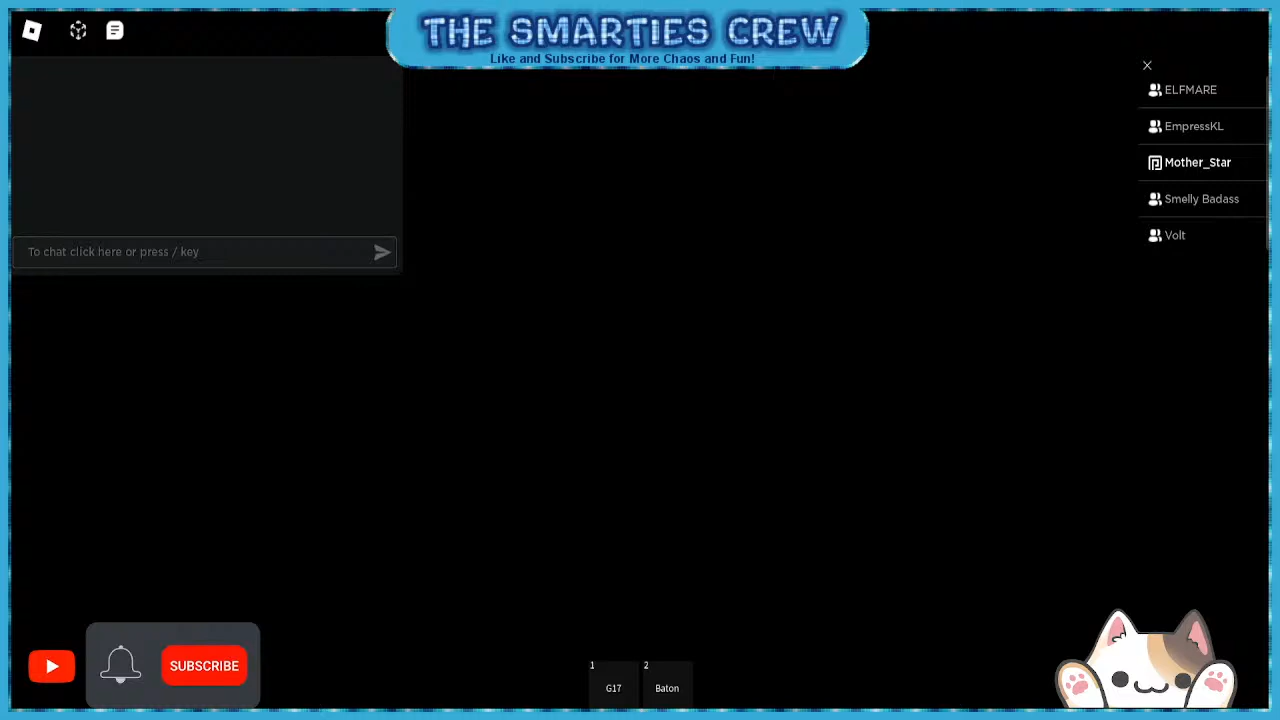 THE SMARTIES CREW
Like and Subscribe for More Chaos and Fun!
ELFMARE
EmpressKL
Mother_Star
Smelly Badass
Volt
To chat click here or press / key
SUBSCRIBE
1
G17
2
Baton